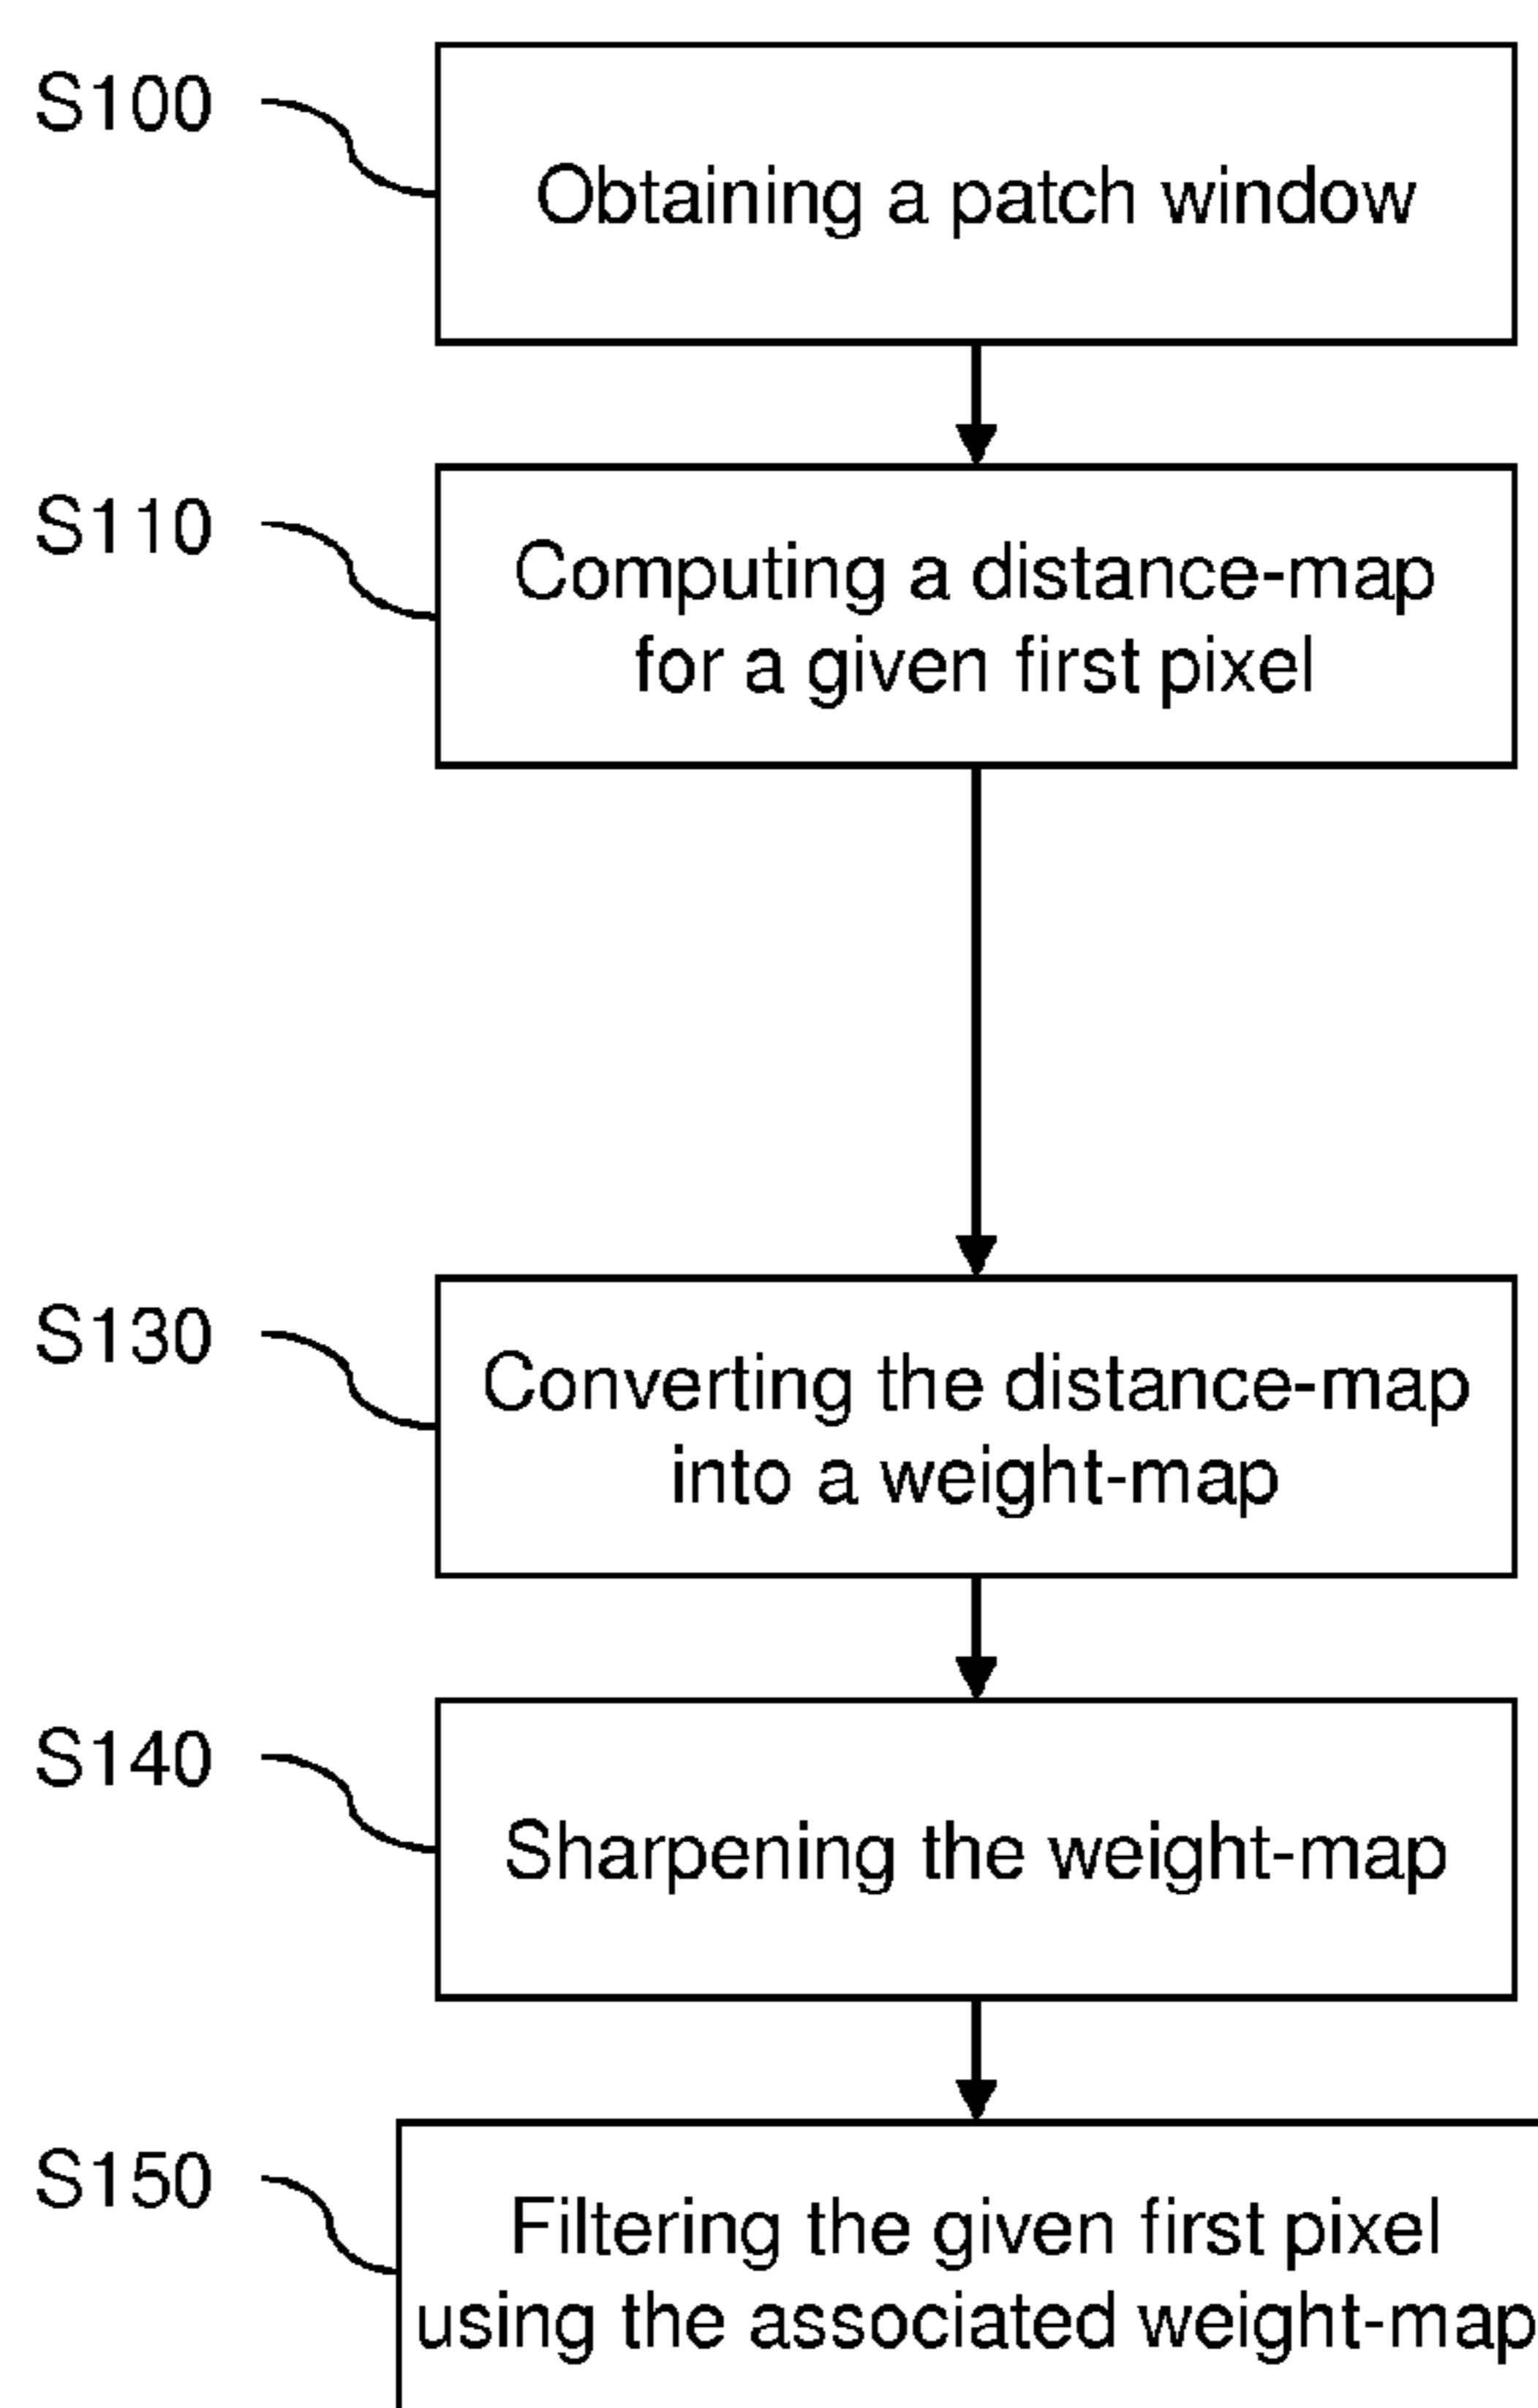 S100
Obtaining a patch window
S110
Computing a distance-map
for a given first pixel
S130
Converting the distance-map
into a weight-map
S140
Sharpening the weight-map
S150
Filtering the given first pixel
using the associated weight-map